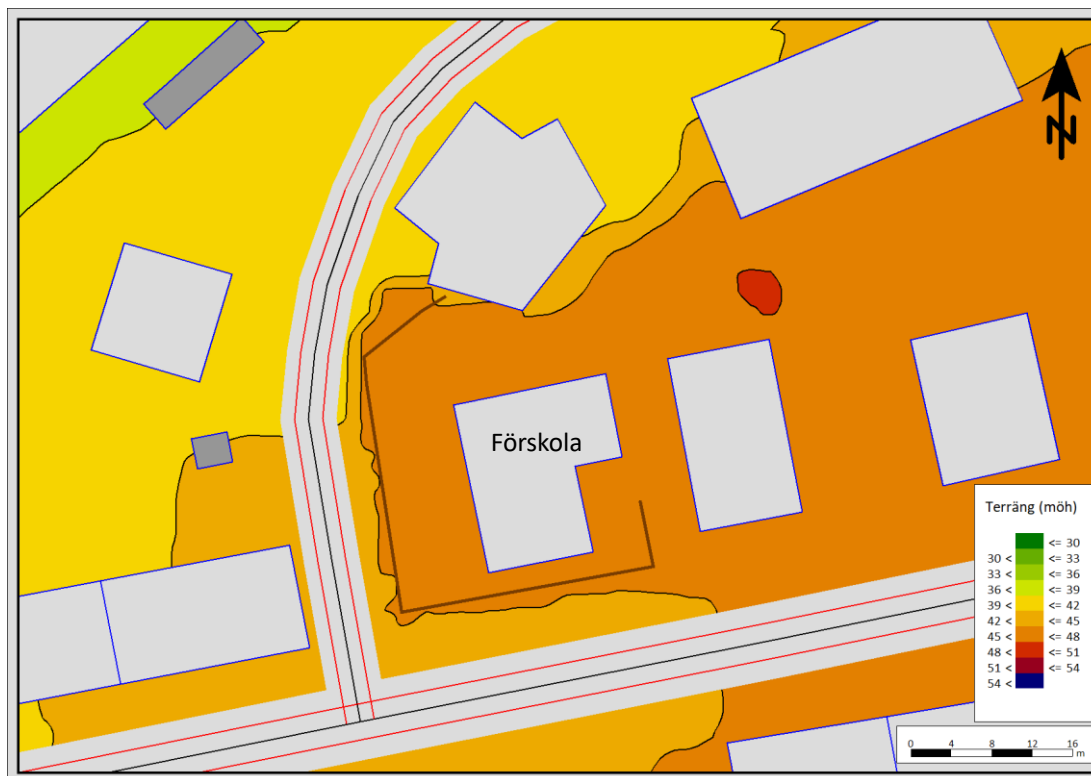 N
Förskola
Terräng (möh)
<= 30
30 < <= 33
33 < <= 36
36 < <= 39
39 < <= 42
42 < <= 45
45 < <= 48
48 < <= 51
51 < <= 54
54 <
0 4 8 12 16
m